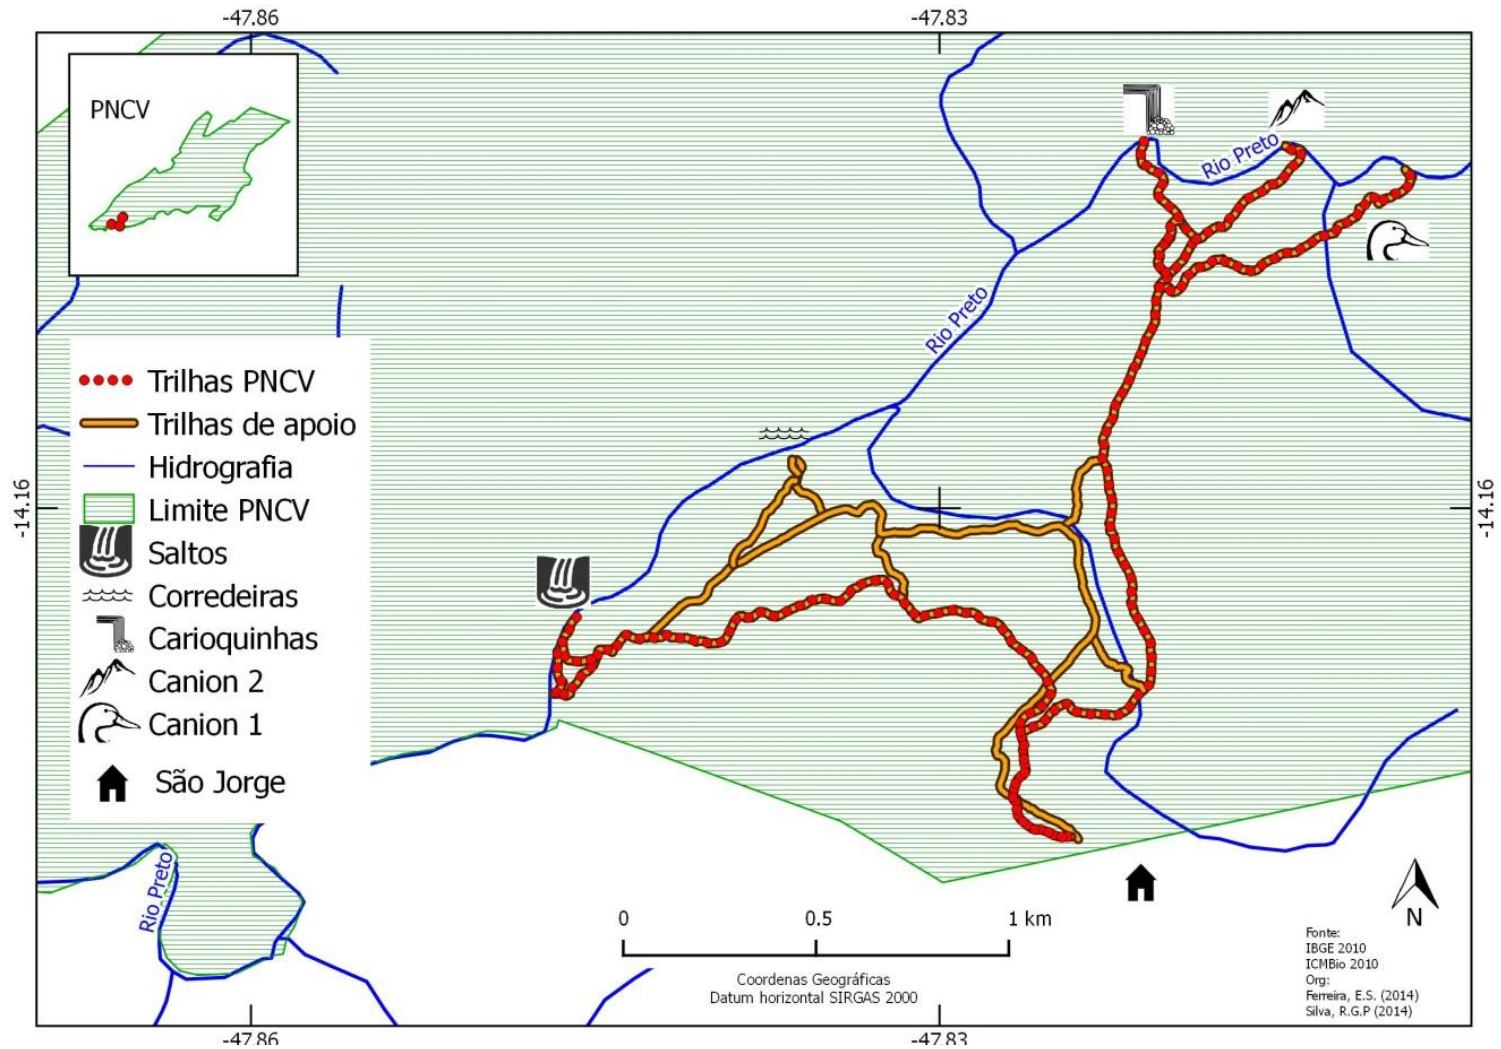 -47.86
-47.83
PNCV
Rio Preto
Rio Preto
Trilhas PNCV
Trilhas de apoio
Hidrografia
Limite PNCV
Saltos
Corredeiras
Carioquinhas
Canion 2
Canion 1
São Jorge
-14.16
-14.16
Rio Preto
0 0.5 1 km
Coordenas Geográficas
Datum horizontal SIRGAS 2000
N
Fonte:
IBGE 2010
ICMBio 2010
Org:
Ferreira, E.S. (2014)
Silva, R.G.P (2014)
-47.86
-47.83